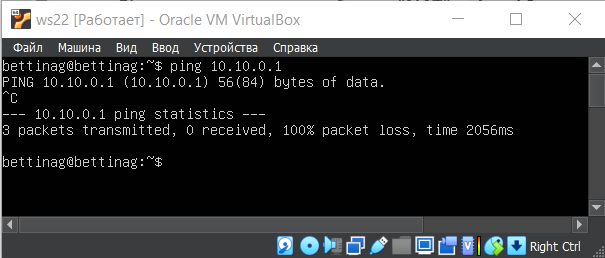 ws22 [Работает] - Oracle VM VirtualBox
Файл Машина Вид Ввод Устройства Справка
bettinag@bettinag:~$ ping 10.10.0.1
PING 10.10.0.1 (10.10.0.1) 56(84) bytes of data.
^C
--- 10.10.0.1 ping statistics ---
3 packets transmitted, 0 received, 100% packet loss, time 2056ms
bettinag@bettinag:~$
Right Ctrl